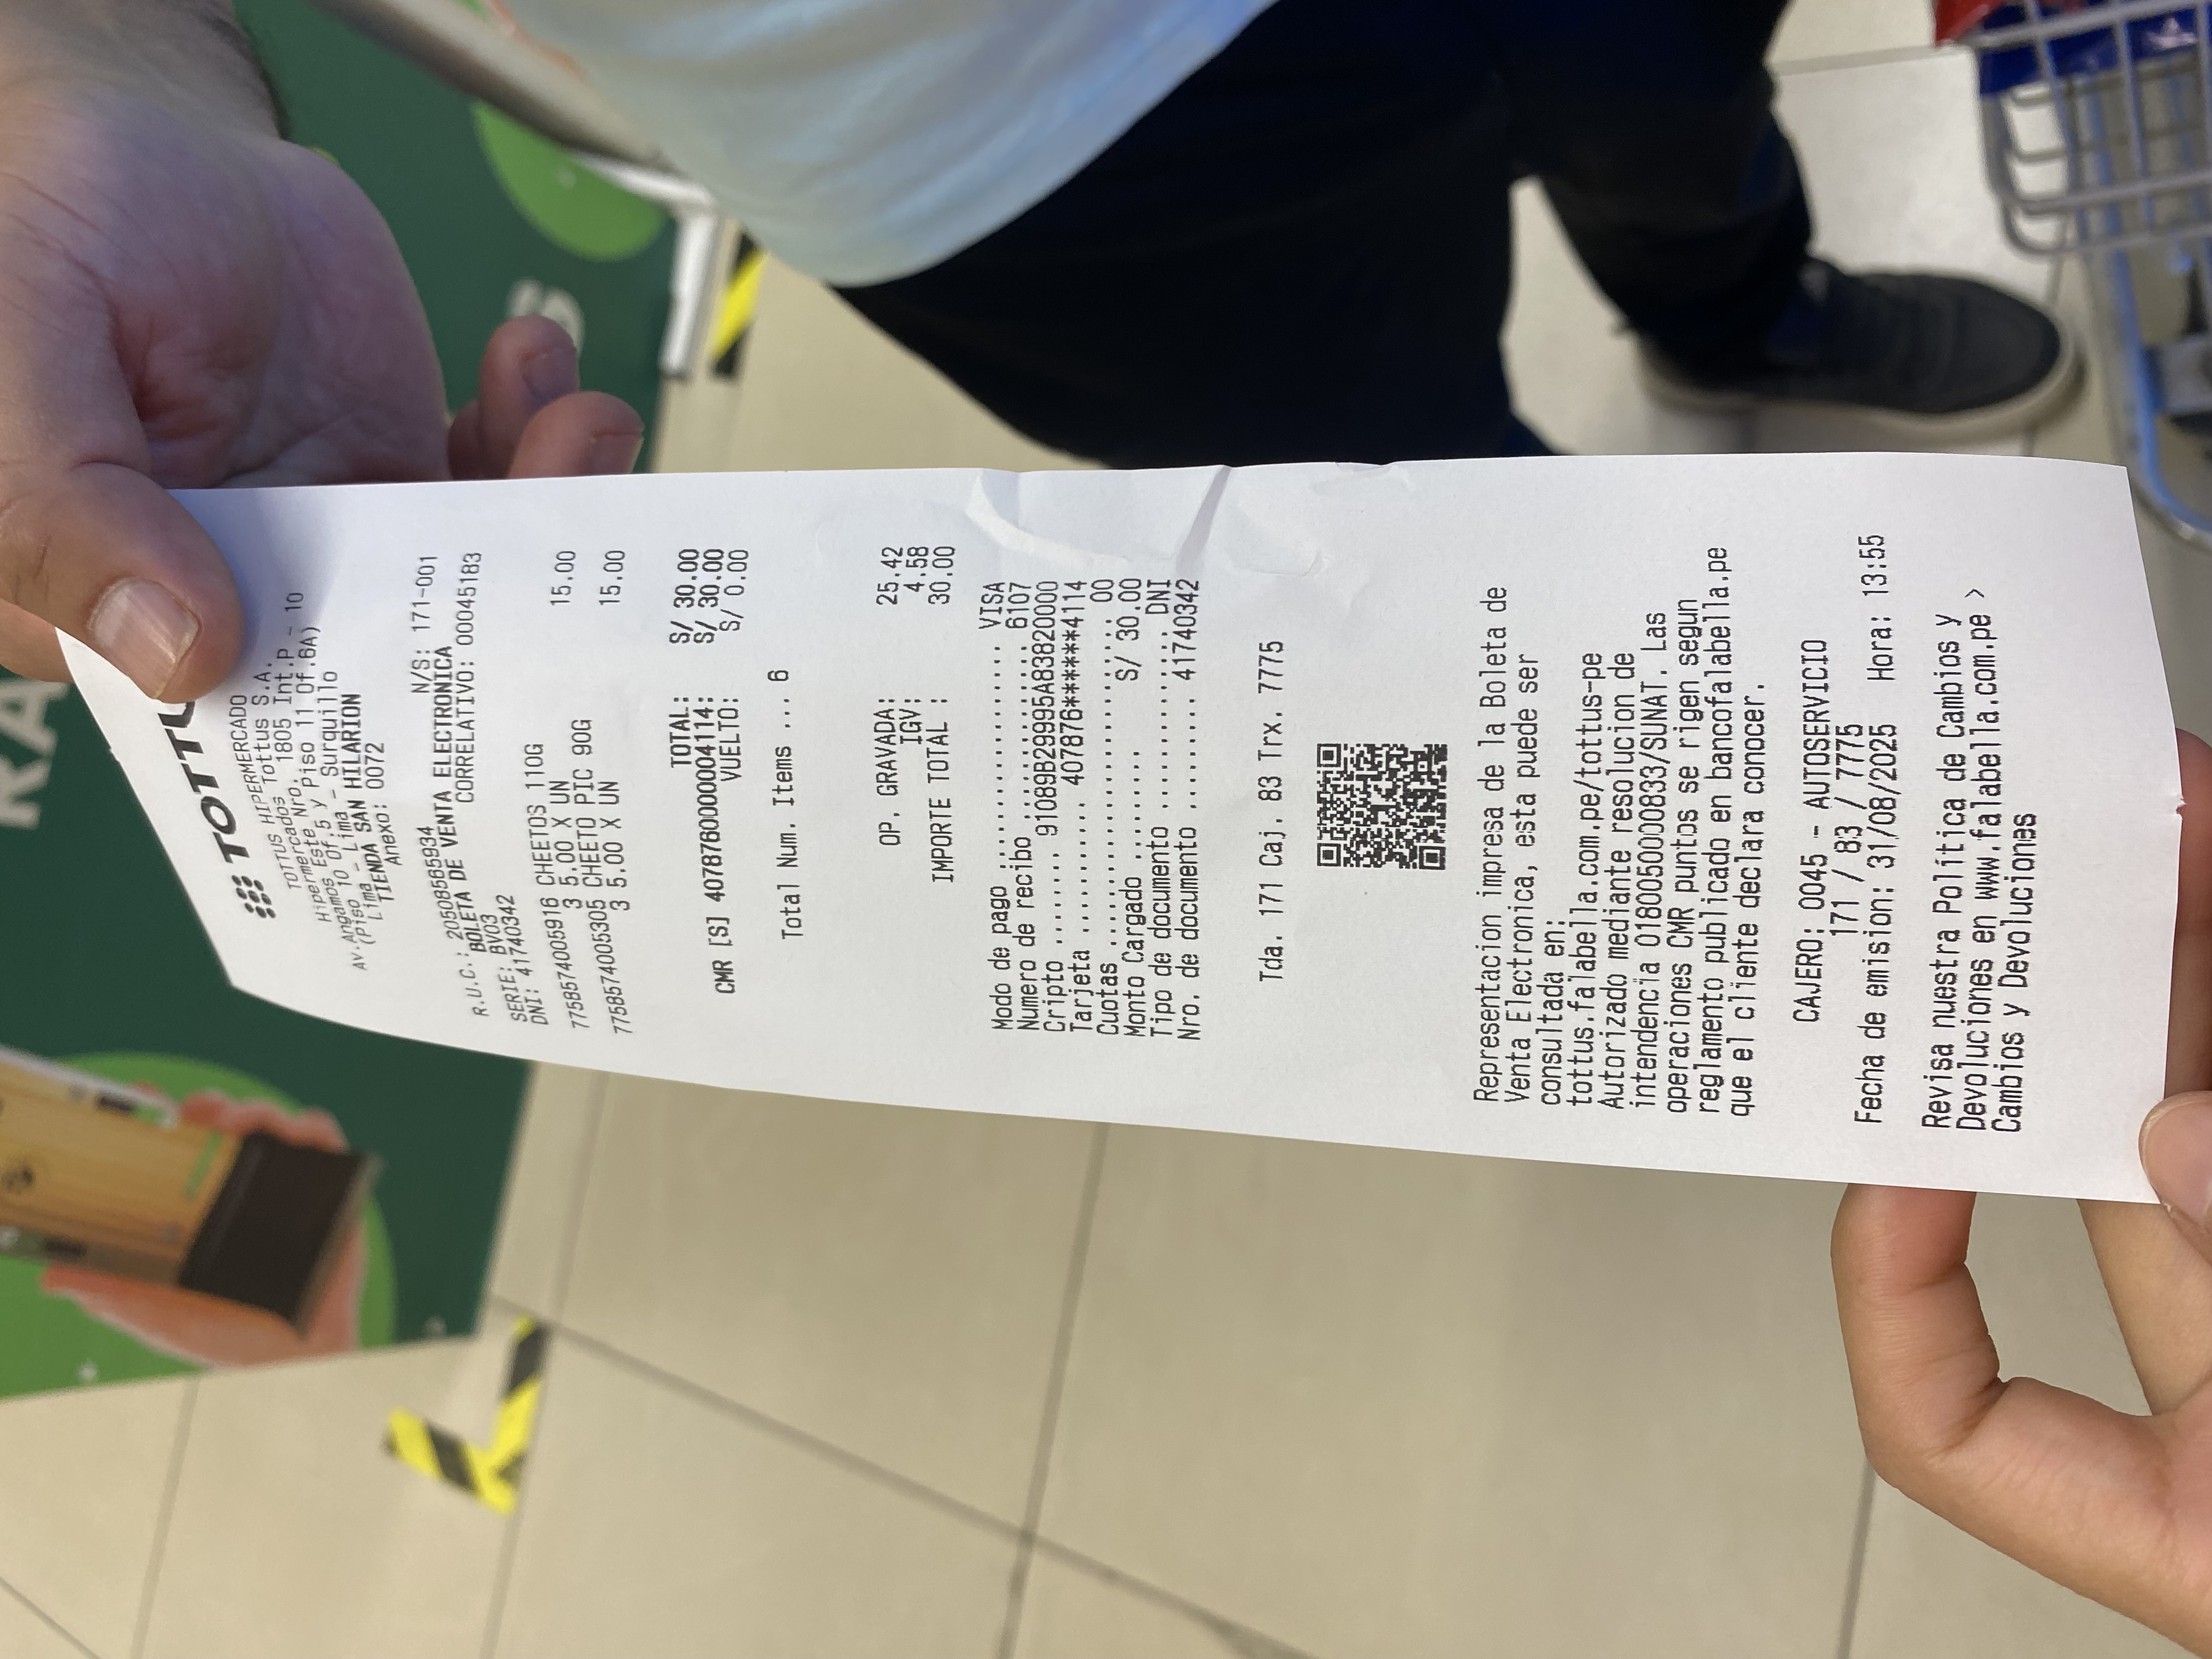 RA
TOTTU
TOTTUS HIPERMERCADO
Hipermercados Tottus S.A.
Av.Angamos Este Nro. 1805 Int.P - 10
(Piso 10 Of.5 y Piso 11 Of.6A)
Lima - Lima - Surquillo
TIENDA SAN HILARION
Anexo: 0072
R.U.C.: 20508565934 N/S: 171-001
BOLETA DE VENTA ELECTRONICA
SERIE: BV03 CORRELATIVO: 00045183
DNI: 41740342
7758574005916 CHEETOS 110G
3 5.00 X UN 15.00
7758574005305 CHEETO PIC 90G
3 5.00 X UN 15.00
TOTAL: S/ 30.00
CMR [S] 4078760000004114: S/ 30.00
VUELTO: S/ 0.00
Total Num. Items ... 6
OP. GRAVADA: 25.42
IGV: 4.58
IMPORTE TOTAL : 30.00
Modo de pago ................... VISA
Numero de recibo ............... 6107
Cripto ........ 91089B29995A83820000
Tarjeta ........... 407876******4114
Cuotas ............................ 00
Monto Cargado ......... S/ 30.00
Tipo de documento .............. DNI
Nro. de documento ......... 41740342
Tda. 171 Caj. 83 Trx. 7775
Representacion impresa de la Boleta de
Venta Electronica, esta puede ser
consultada en:
tottus.falabella.com.pe/tottus-pe
Autorizado mediante resolucion de
intendencia 0180050000833/SUNAT. Las
operaciones CMR puntos se rigen segun
reglamento publicado en bancofalabella.pe
que el cliente declara conocer.
CAJERO: 0045 - AUTOSERVICIO
171 / 83 / 7775
Fecha de emision: 31/08/2025 Hora: 13:55
Revisa nuestra Política de Cambios y
Devoluciones en www.falabella.com.pe >
Cambios y Devoluciones